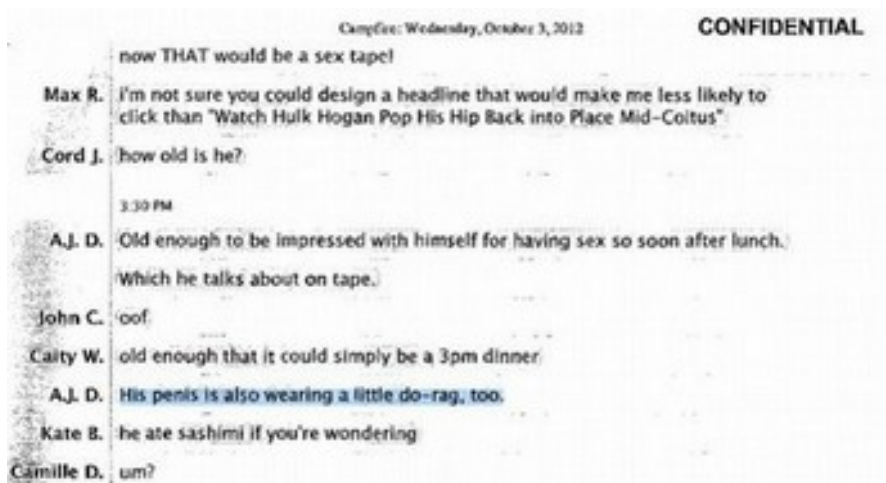 Campfire: Wednesday, October 3, 2012
CONFIDENTIAL
now THAT would be a sex tape!
Max R. i'm not sure you could design a headline that would make me less likely to
click than "Watch Hulk Hogan Pop His Hip Back into Place Mid-Coitus"
Cord J. how old is he?
3:30 PM
A.J. D. Old enough to be impressed with himself for having sex so soon after lunch.
Which he talks about on tape.
John C. oof
Caity W. old enough that it could simply be a 3pm dinner
A.J. D. His penis is also wearing a little do-rag, too.
Kate B. he ate sashimi if you're wondering
Camille D. um?